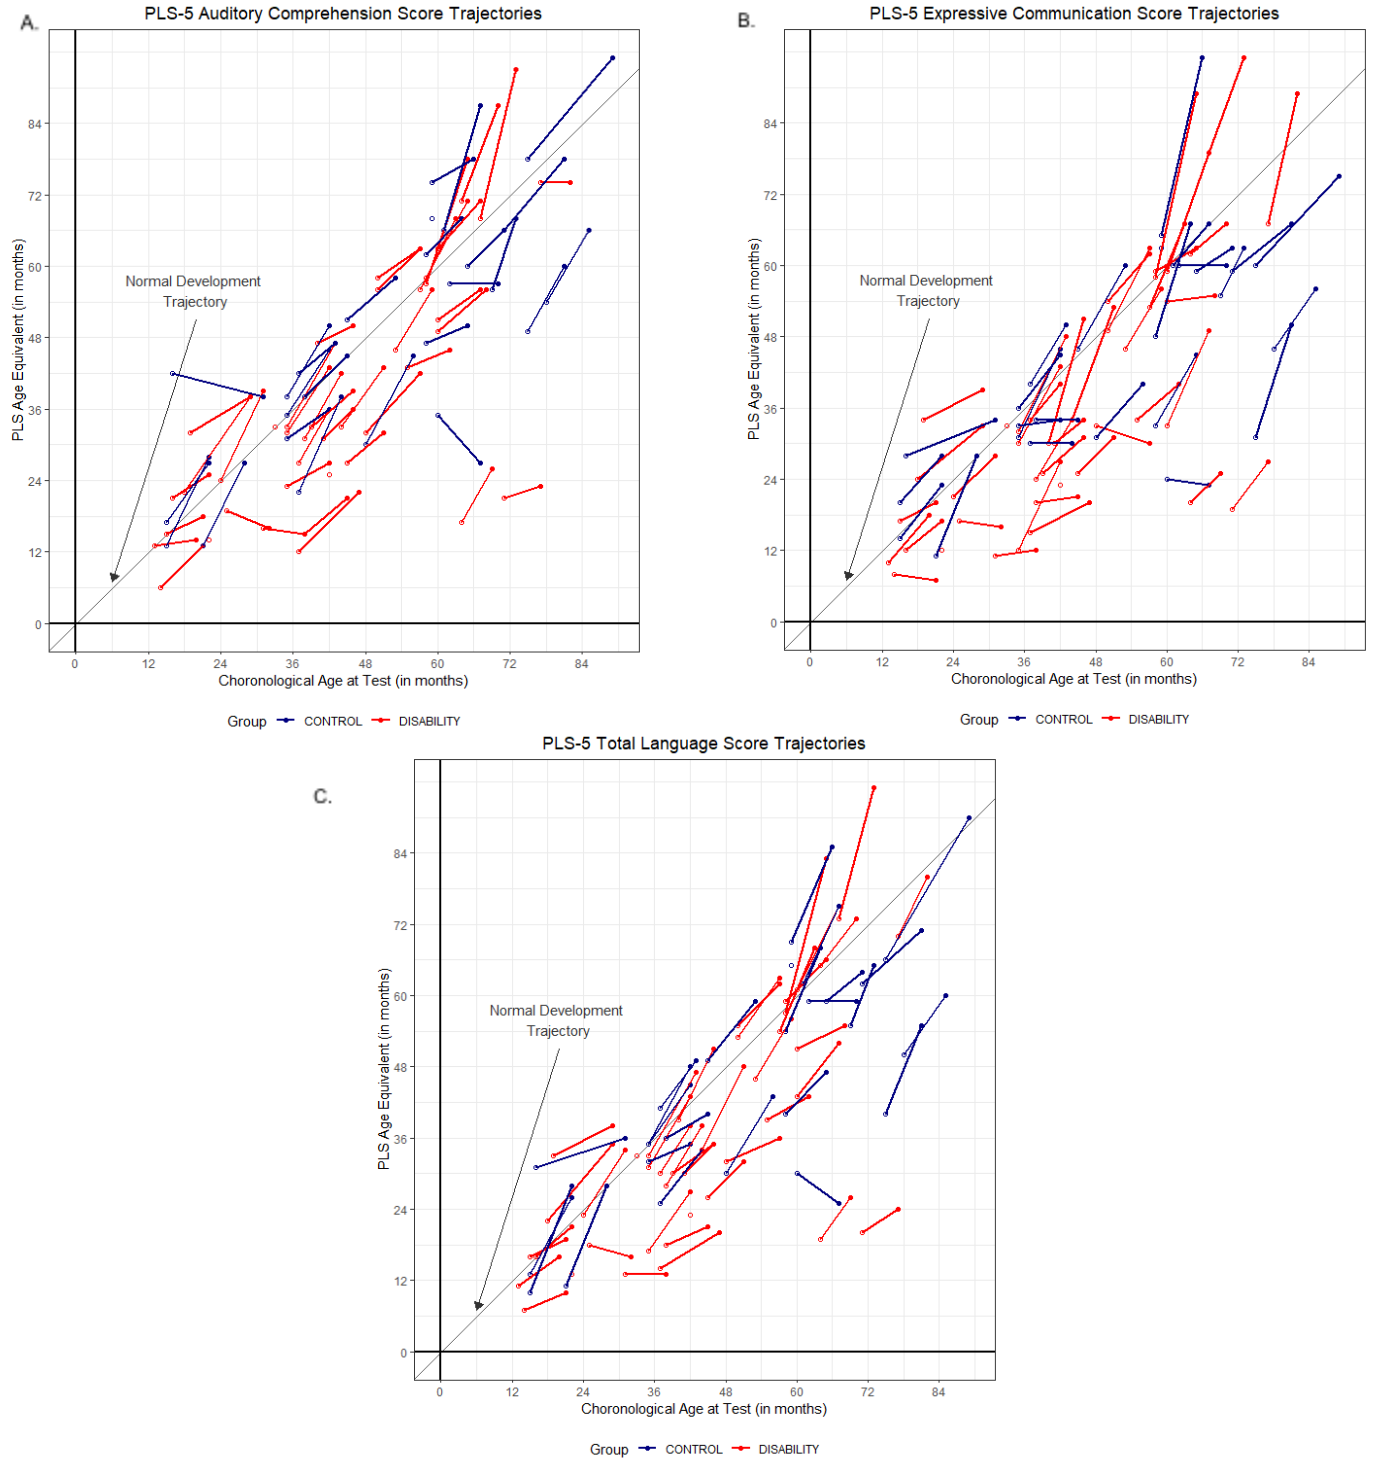 A.
PLS-5 Auditory Comprehension Score Trajectories
PLS Age Equivalent (in months)
84
72
60
48
36
24
12
0
Normal Development
Trajectory
0 12 24 36 48 60 72 84
Choronological Age at Test (in months)
Group CONTROL DISABILITY
B.
PLS-5 Expressive Communication Score Trajectories
PLS Age Equivalent (in months)
84
72
60
48
36
24
12
0
Normal Development
Trajectory
0 12 24 36 48 60 72 84
Choronological Age at Test (in months)
Group CONTROL DISABILITY
C.
PLS-5 Total Language Score Trajectories
PLS Age Equivalent (in months)
84
72
60
48
36
24
12
0
Normal Development
Trajectory
0 12 24 36 48 60 72 84
Choronological Age at Test (in months)
Group CONTROL DISABILITY